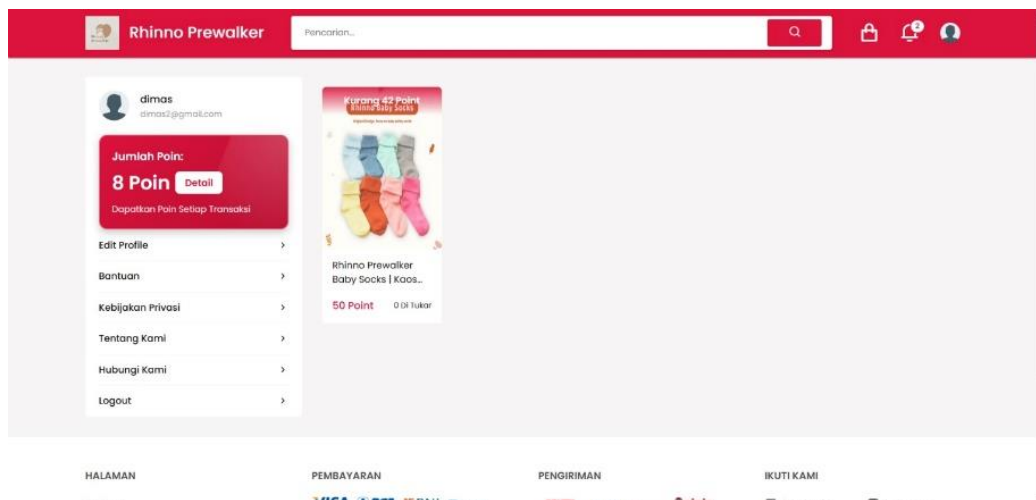 Rhinno Prewalker
Pencarian...
2
dimas
dimas2@gmail.com
Jumlah Poin:
8 Poin Detail
Dapatkan Poin Setiap Transaksi
Edit Profile
Bantuan
Kebijakan Privasi
Tentang Kami
Hubungi Kami
Logout
Kurang 42 Point
Rhinno Baby Socks
Rhinno Prewalker
Baby Socks | Kaos...
50 Point 0 Di Tukar
HALAMAN PEMBAYARAN PENGIRIMAN IKUTI KAMI
VISA